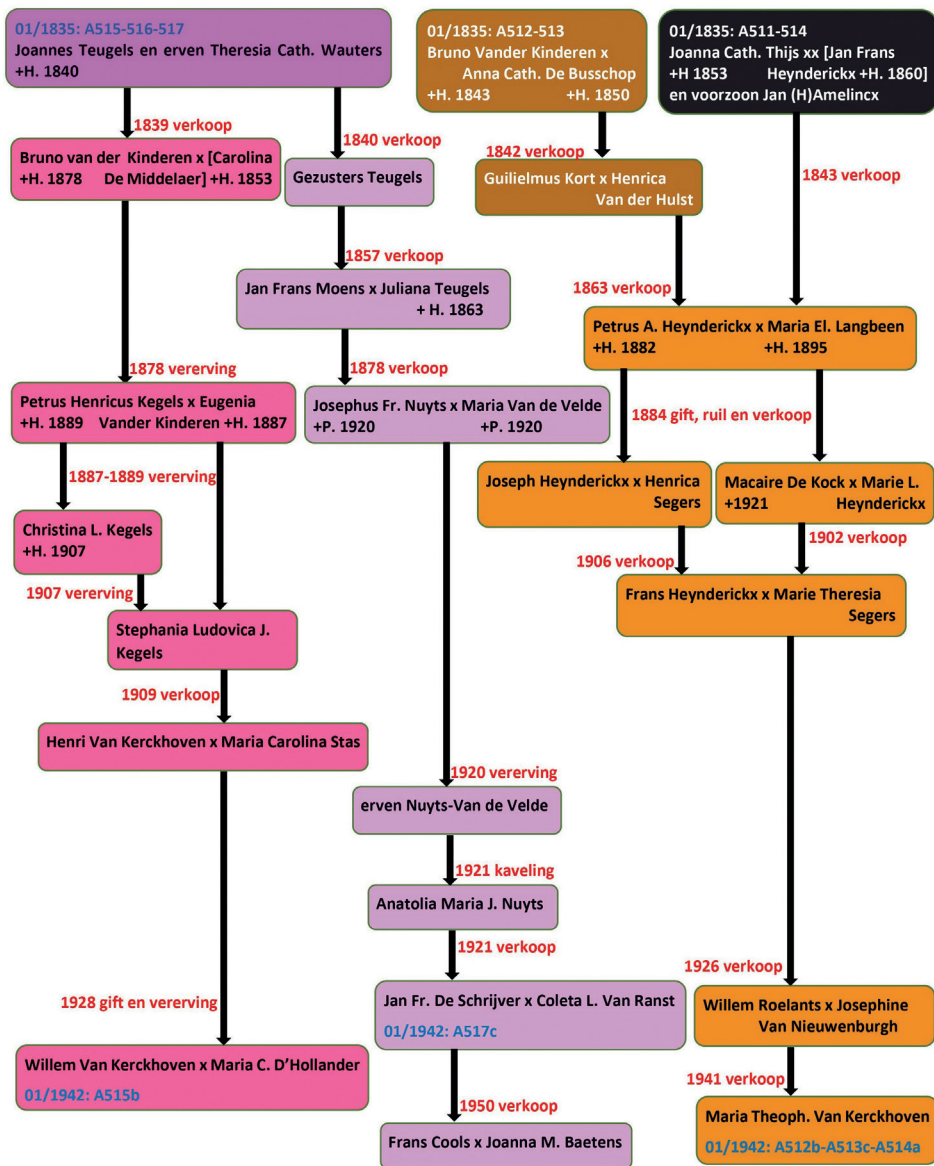 01/1835: A515-516-517
Joannes Teugels en erven Theresia Cath. Wauters
+H. 1840
01/1835: A512-513
Bruno Vander Kinderen x
Anna Cath. De Busschop
+H. 1843 +H. 1850
01/1835: A511-514
Joanna Cath. Thijs xx [Jan Frans
+H 1853 Heynderickx +H. 1860]
en voorzoon Jan (H)Amelincx
1839 verkoop
1840 verkoop
1842 verkoop
1843 verkoop
Bruno van der Kinderen x [Carolina
+H. 1878 De Middelaer] +H. 1853
Gezusters Teugels
Guilielmus Kort x Henrica
Van der Hulst
1857 verkoop
1863 verkoop
Jan Frans Moens x Juliana Teugels
+ H. 1863
Petrus A. Heynderickx x Maria El. Langbeen
+H. 1882 +H. 1895
1878 vererving
1878 verkoop
1884 gift, ruil en verkoop
Petrus Henricus Kegels x Eugenia
+H. 1889 Vander Kinderen +H. 1887
Josephus Fr. Nuyts x Maria Van de Velde
+P. 1920 +P. 1920
1887-1889 vererving
Joseph Heynderickx x Henrica
Segers
Macaire De Kock x Marie L.
+1921 Heynderickx
Christina L. Kegels
+H. 1907
1906 verkoop
1902 verkoop
1907 vererving
Frans Heynderickx x Marie Theresia
Segers
Stephania Ludovica J.
Kegels
1909 verkoop
Henri Van Kerckhoven x Maria Carolina Stas
1920 vererving
erven Nuyts-Van de Velde
1921 kaveling
Anatolia Maria J. Nuyts
1921 verkoop
1926 verkoop
1928 gift en vererving
Jan Fr. De Schrijver x Coleta L. Van Ranst
01/1942: A517c
Willem Roelants x Josephine
Van Nieuwenburgh
Willem Van Kerckhoven x Maria C. D'Hollander
01/1942: A515b
1941 verkoop
1950 verkoop
Maria Theoph. Van Kerckhoven
01/1942: A512b-A513c-A514a
Frans Cools x Joanna M. Baetens